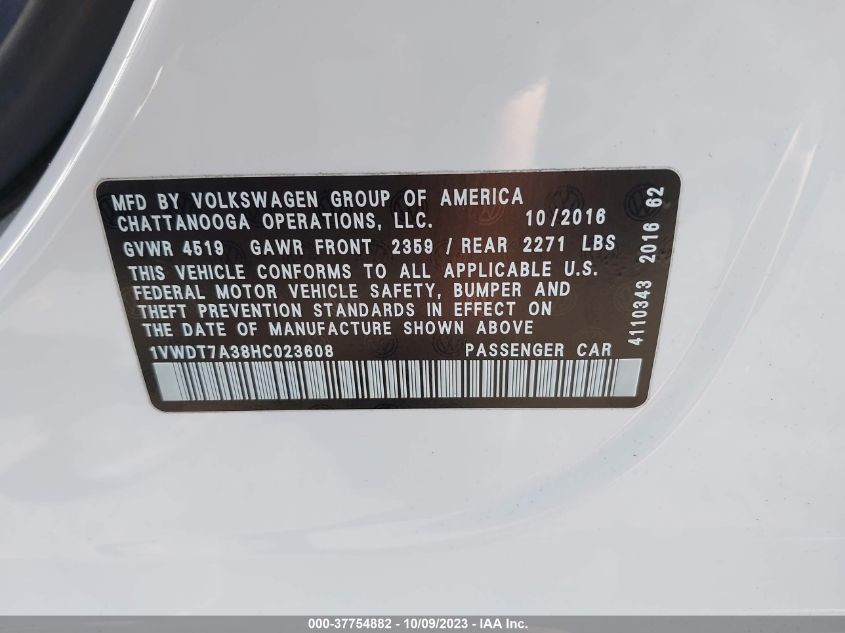 MFD BY VOLKSWAGEN GROUP OF AMERICA
CHATTANOOGA OPERATIONS, LLC. 10/2016
GVWR 4519 GAWR FRONT 2359 / REAR 2271 LBS
THIS VEHICLE CONFORMS TO ALL APPLICABLE U.S.
FEDERAL MOTOR VEHICLE SAFETY, BUMPER AND
THEFT PREVENTION STANDARDS IN EFFECT ON
THE DATE OF MANUFACTURE SHOWN ABOVE
1VWDT7A38HC023608 PASSENGER CAR
4110343 2016 62
000-37754882 - 10/09/2023 - IAA Inc.